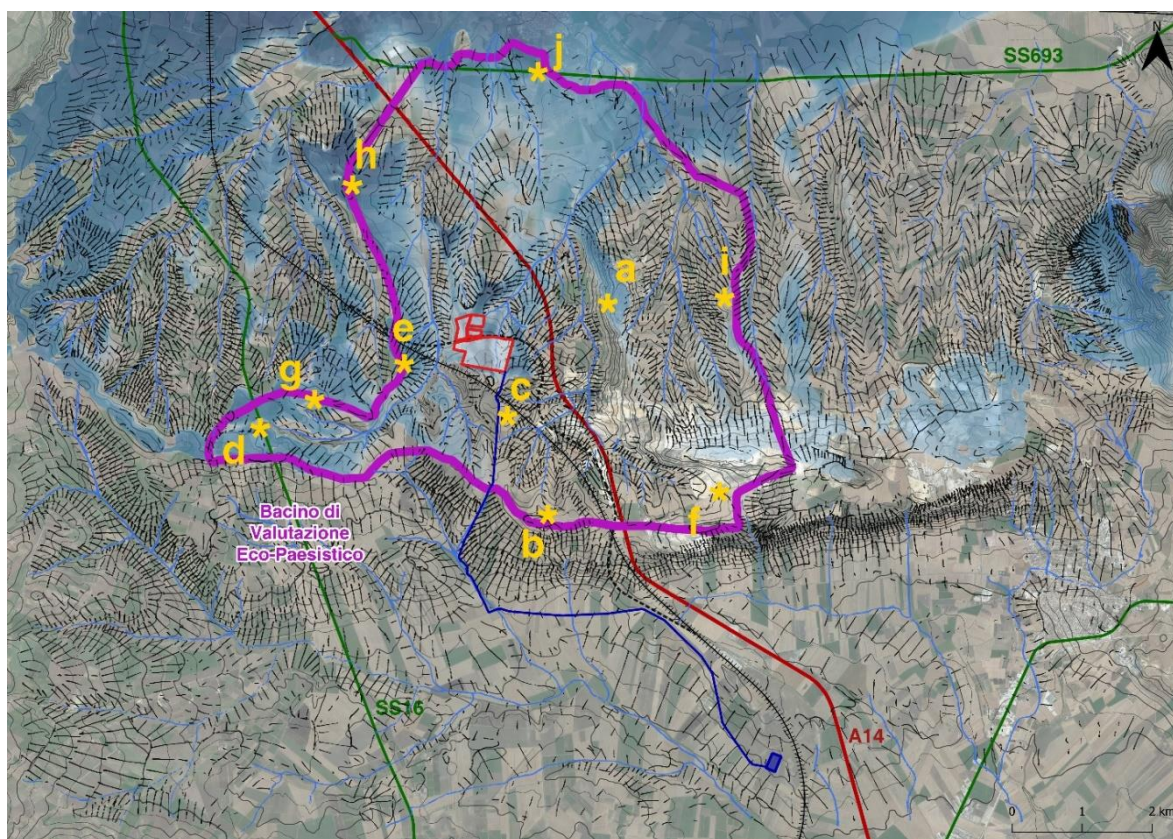 N
j
SS693
h
a
i
e
g
c
d
f
b
Bacino di
Valutazione
Eco-Paesistico
SS16
A14
0 1 2 km